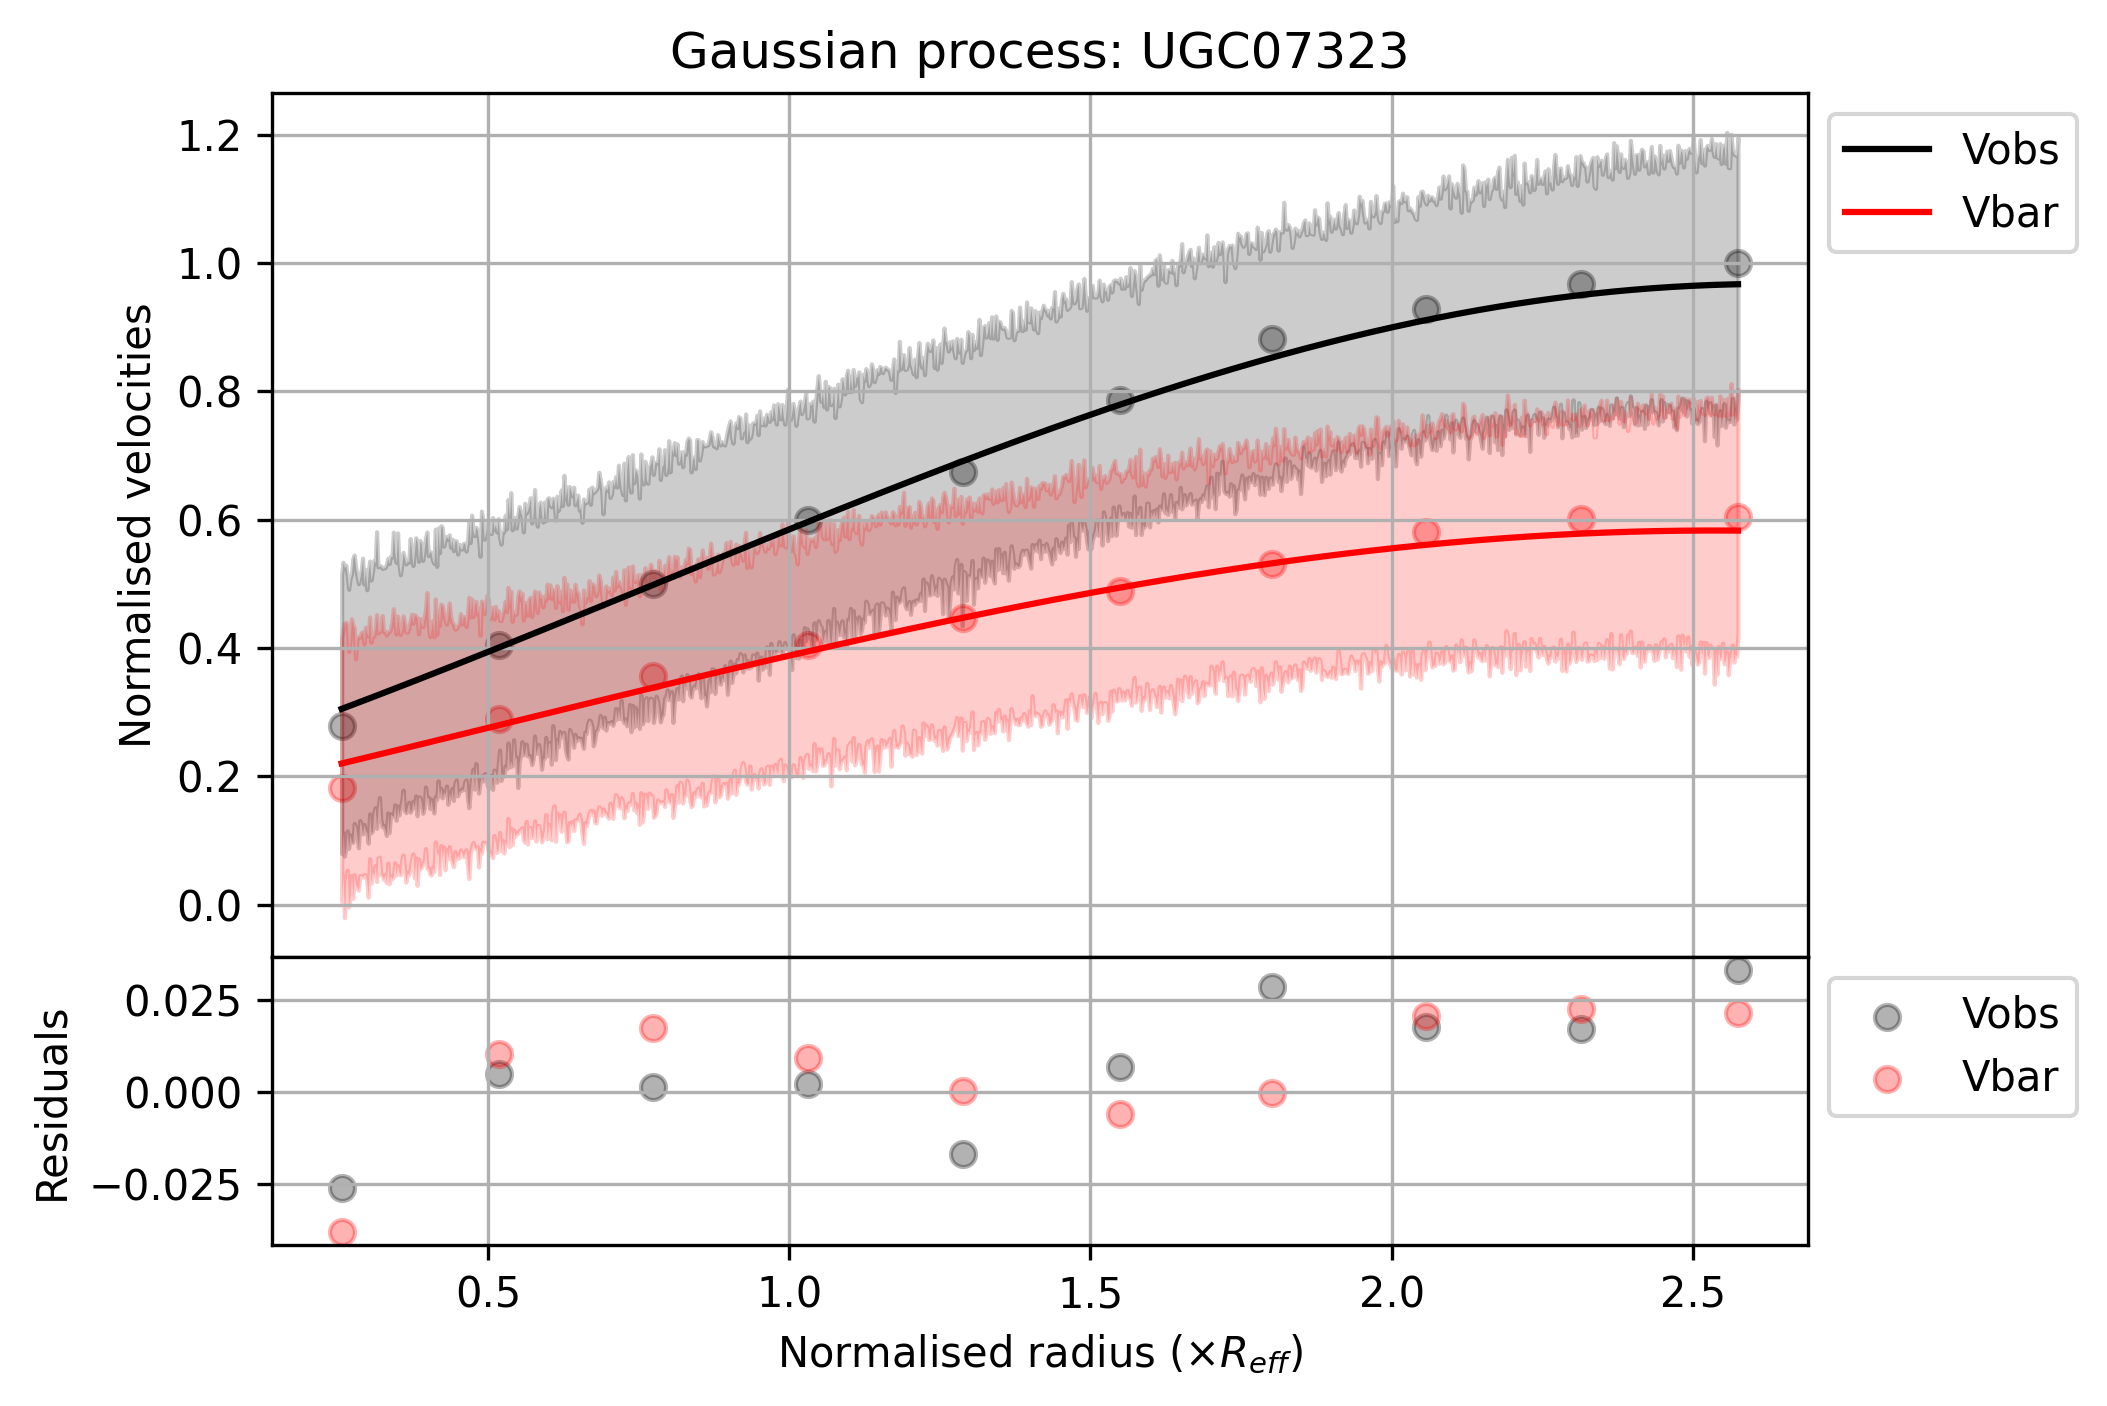 Gaussian process: UGC07323
Normalised velocities
1.2
1.0
0.8
0.6
0.4
0.2
0.0
Vobs
Vbar
Residuals
0.025
0.000
−0.025
Vobs
Vbar
0.5 1.0 1.5 2.0 2.5
Normalised radius (×R_eff)